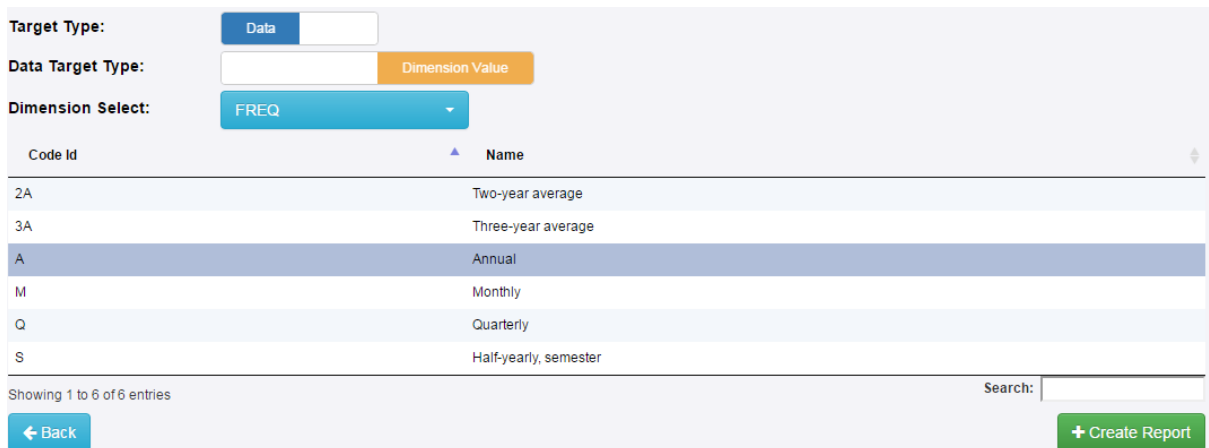 Target Type: Data
Data Target Type: Dimension Value
Dimension Select: FREQ
Code Id Name
2A Two-year average
3A Three-year average
A Annual
M Monthly
Q Quarterly
S Half-yearly, semester
Showing 1 to 6 of 6 entries Search:
Back + Create Report